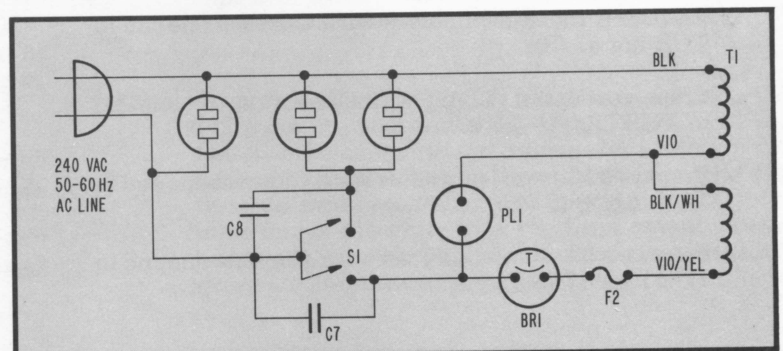 BLK
T1
VIO
240 VAC
50-60 Hz
AC LINE
BLK/WH
PL1
C8
S1
VIO/YEL
T
F2
BR1
C7